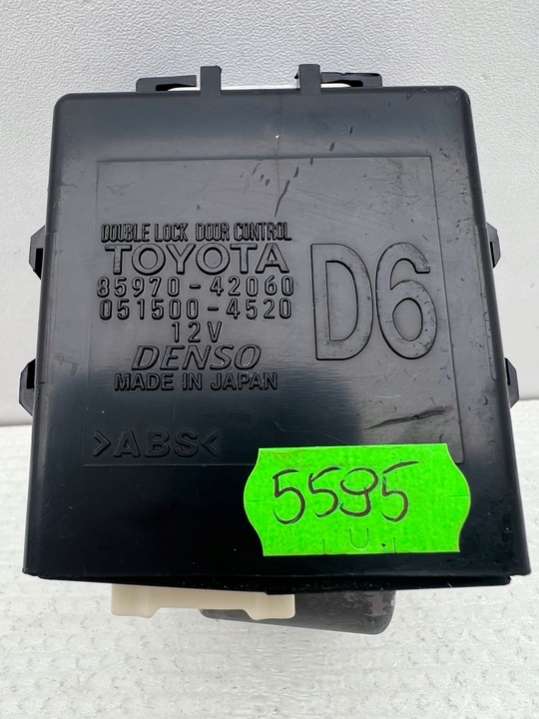 DOUBLE LOCK DOOR CONTROL
TOYOTA
85970-42060
051500-4520
12V
DENSO
MADE IN JAPAN
D6
>ABS<
5595